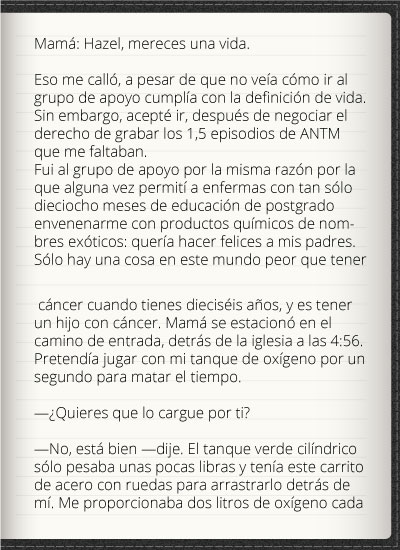 Mamá: Hazel, mereces una vida.
Eso me calló, a pesar de que no veía cómo ir al
grupo de apoyo cumplía con la definición de vida.
Sin embargo, acepté ir, después de negociar el
derecho de grabar los 1,5 episodios de ANTM
que me faltaban.
Fui al grupo de apoyo por la misma razón por la
que alguna vez permití a enfermas con tan sólo
dieciocho meses de educación de postgrado
envenenarme con productos químicos de nom-
bres exóticos: quería hacer felices a mis padres.
Sólo hay una cosa en este mundo peor que tener
cáncer cuando tienes dieciséis años, y es tener
un hijo con cáncer. Mamá se estacionó en el
camino de entrada, detrás de la iglesia a las 4:56.
Pretendía jugar con mi tanque de oxígeno por un
segundo para matar el tiempo.
—¿Quieres que lo cargue por ti?
—No, está bien —dije. El tanque verde cilíndrico
sólo pesaba unas pocas libras y tenía este carrito
de acero con ruedas para arrastrarlo detrás de
mí. Me proporcionaba dos litros de oxígeno cada